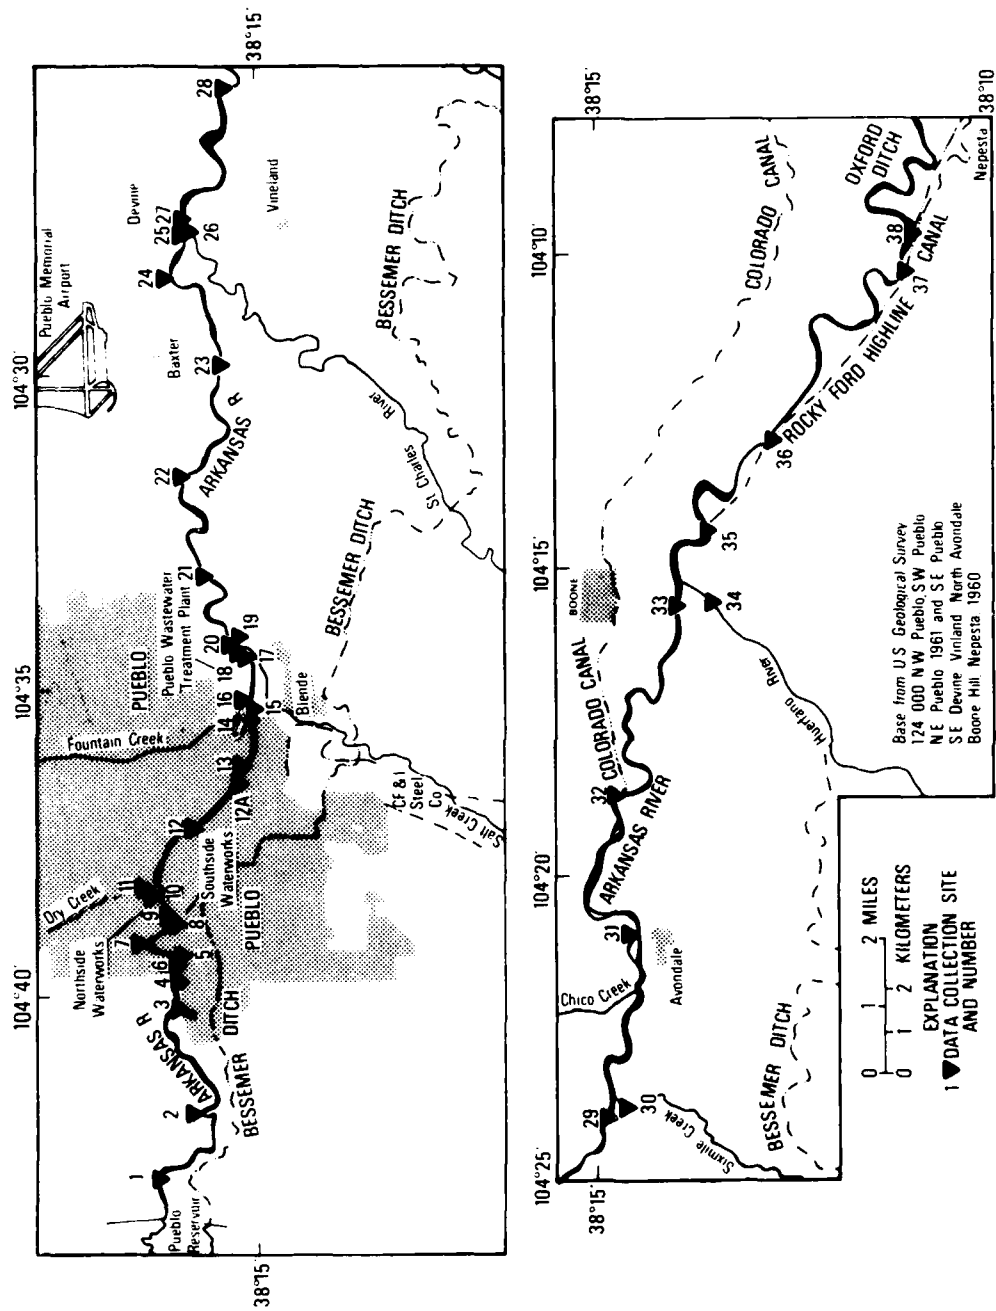 104°40'
104°35'
104°30'
38°15'
38°15'
Pueblo
Reservoir
1
2
ARKANSAS R
3
4
6
5
7
Northside
Waterworks
8
9
10
11
Dry Creek
BESSEMER
DITCH
12
Southside
Waterworks
PUEBLO
12A
13
14
16
15
Fountain Creek
PUEBLO
CF & I
Steel
Co
Salt Creek
Blende
17
18
19
20
Pueblo Wastewater
Treatment Plant
21
BESSEMER DITCH
22
ARKANSAS R
23
Baxter
Pueblo Memorial
Airport
24
25
27
26
Devine
Vineland
St Charles
River
BESSEMER DITCH
28
104°25'
104°20'
104°15'
104°10'
38°15'
38°15'
38°10'
29
30
Sixmile Creek
Chico Creek
31
Avondale
BESSEMER DITCH
ARKANSAS RIVER
32
COLORADO CANAL
BOONE
33
34
Huerfano
River
35
36
ROCKY FORD HIGHLINE
CANAL
COLORADO CANAL
37
38
OXFORD
DITCH
Nepesta
Base from US Geological Survey
124 000 NW Pueblo, SW Pueblo
NE Pueblo 1961 and SE Pueblo
SE Devine Vinland North Avondale
Boone Hill Nepesta 1960
0 1 2 MILES
0 1 2 KILOMETERS
EXPLANATION
1 DATA COLLECTION SITE
AND NUMBER